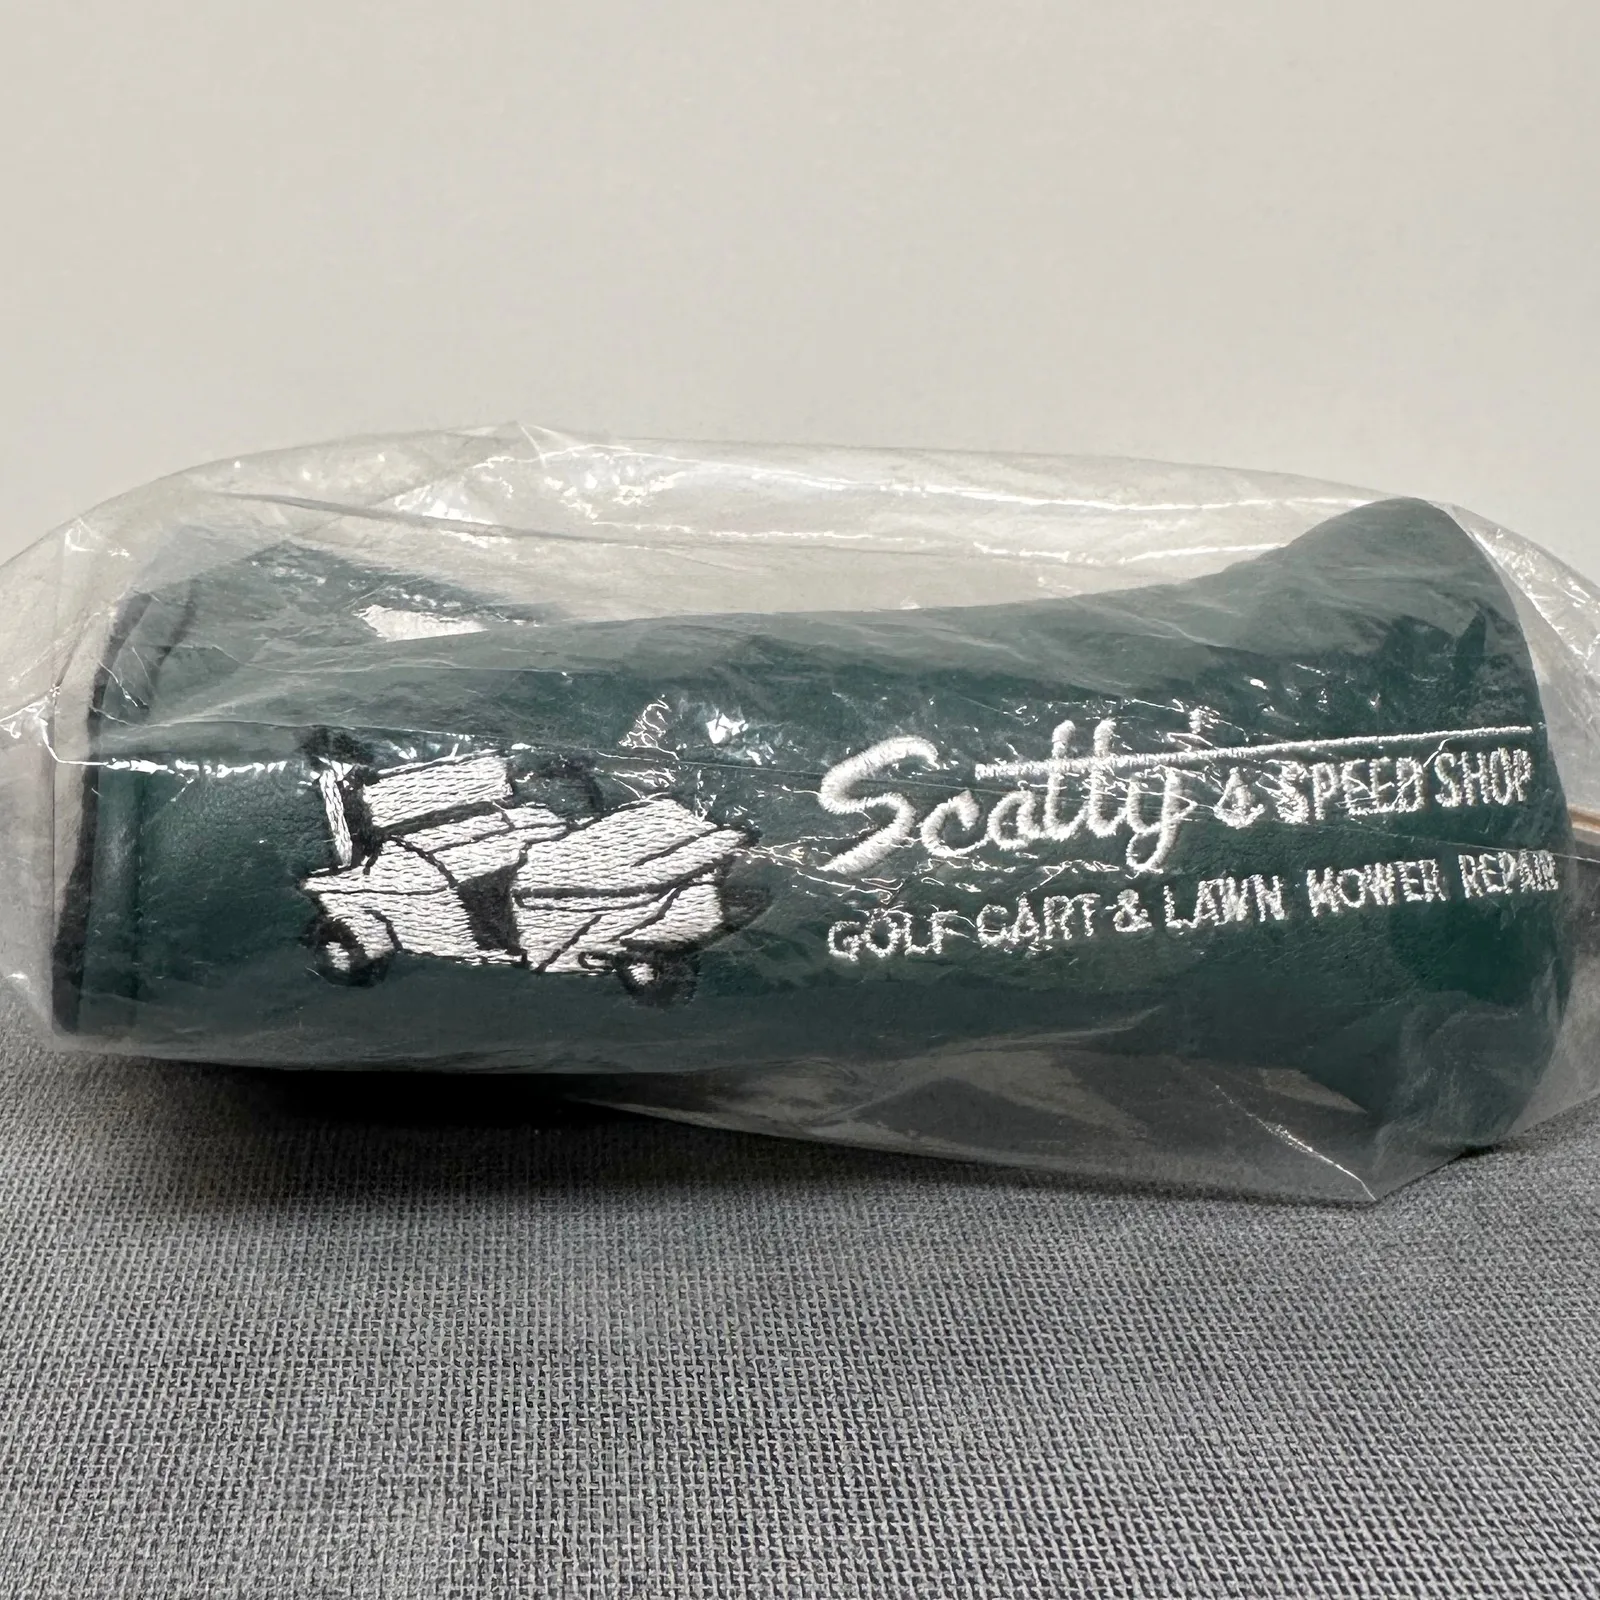 Scotty's SPEED SHOP
GOLF CART & LAWN MOWER REPAIR